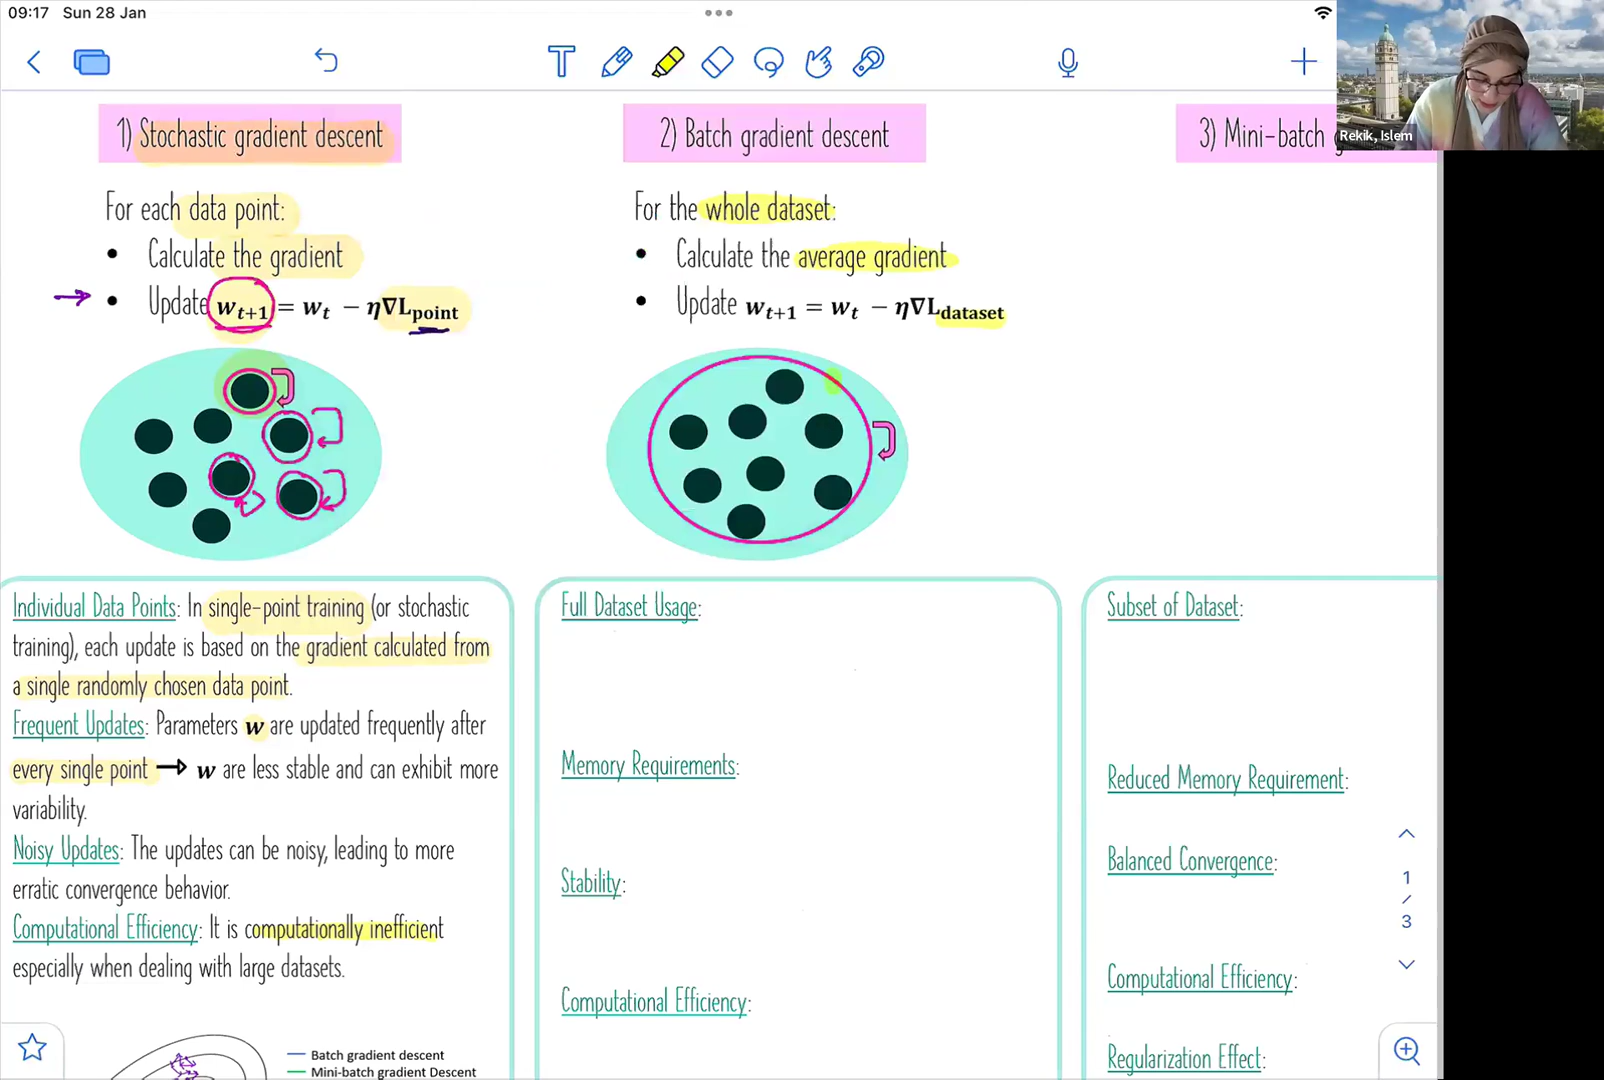 09:17 Sun 28 Jan
Rekik, Islem
1) Stochastic gradient descent
For each data point:
• Calculate the gradient
• Update w_{t+1} = w_t − η∇L_point
Individual Data Points: In single-point training (or stochastic
training), each update is based on the gradient calculated from
a single randomly chosen data point.
Frequent Updates: Parameters w are updated frequently after
every single point → w are less stable and can exhibit more
variability.
Noisy Updates: The updates can be noisy, leading to more
erratic convergence behavior.
Computational Efficiency: It is computationally inefficient
especially when dealing with large datasets.
Batch gradient descent
Mini-batch gradient Descent
2) Batch gradient descent
For the whole dataset:
• Calculate the average gradient
• Update w_{t+1} = w_t − η∇L_dataset
Full Dataset Usage:
Memory Requirements:
Stability:
Computational Efficiency:
3) Mini-batch
Subset of Dataset:
Reduced Memory Requirement:
Balanced Convergence:
Computational Efficiency:
Regularization Effect:
1
/
3